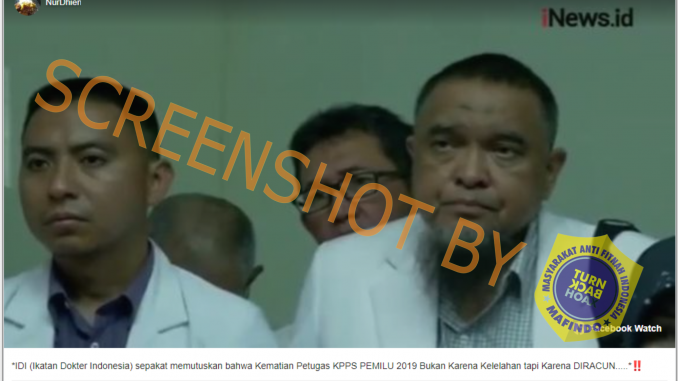 NurDhien
iNews.id
SCREENSHOT BY
MASYARAKAT ANTI FITNAH INDONESIA
TURN
BACK
HOAX
MAFINDO
Facebook Watch
"IDI (Ikatan Dokter Indonesia) sepakat memutuskan bahwa Kematian Petugas KPPS PEMILU 2019 Bukan Karena Kelelahan tapi Karena DIRACUN....."‼️